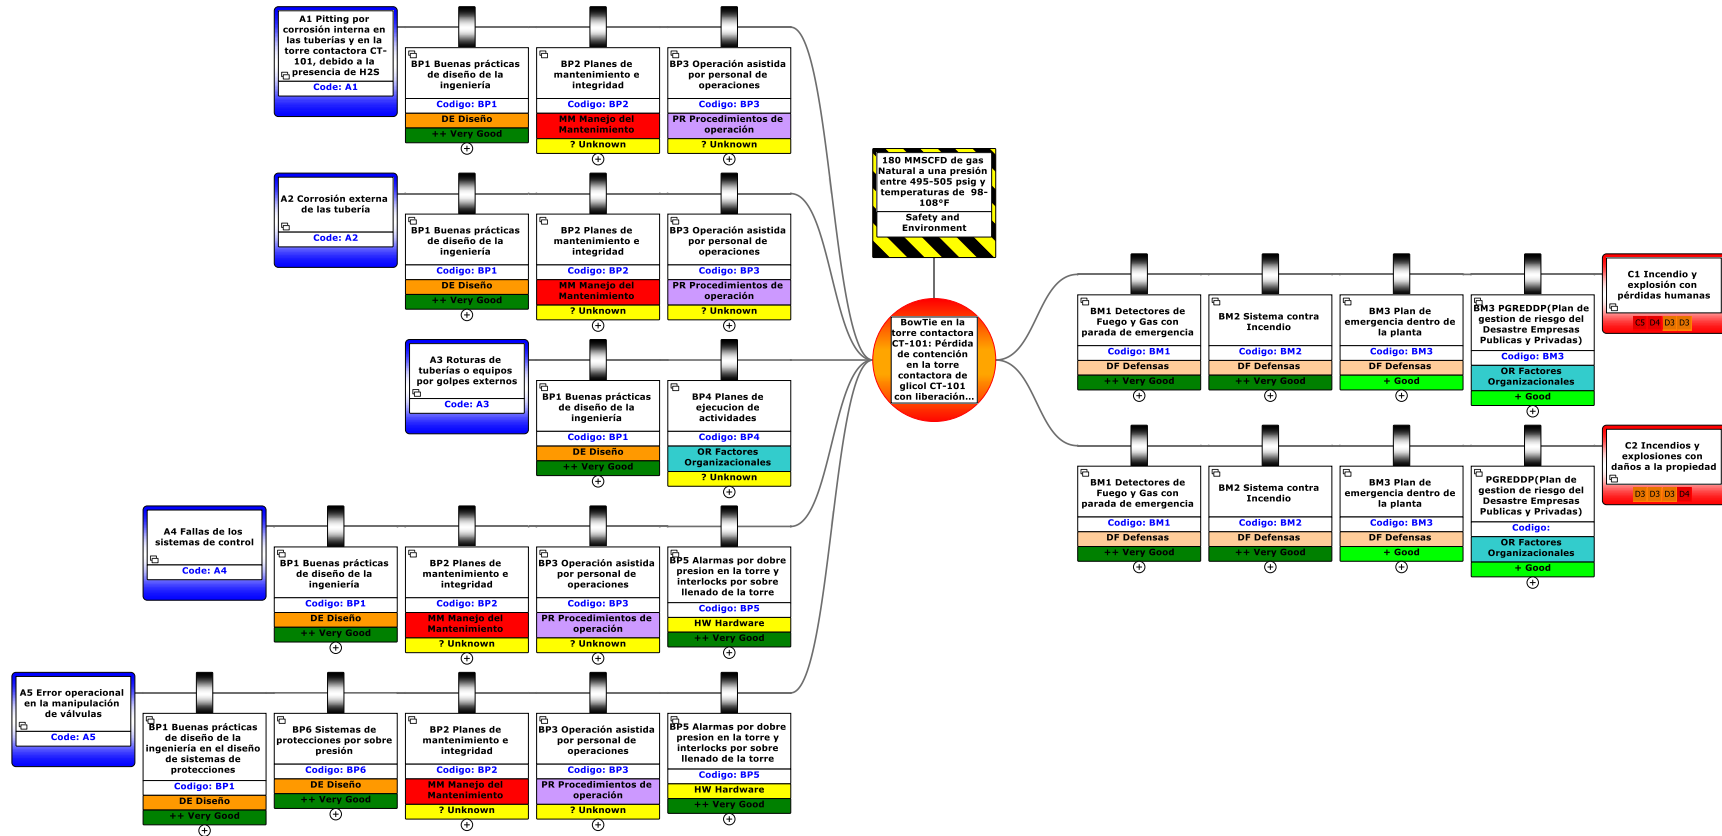 A1 Pitting por
corrosión interna en
las tuberías y en la
torre contactora CT-
101, debido a la
presencia de H2S
Code: A1
BP1 Buenas prácticas
de diseño de la
ingeniería
Codigo: BP1
DE Diseño
++ Very Good
BP2 Planes de
mantenimiento e
integridad
Codigo: BP2
MM Manejo del
Mantenimiento
? Unknown
BP3 Operación asistida
por personal de
operaciones
Codigo: BP3
PR Procedimientos de
operación
? Unknown
A2 Corrosión externa
de las tubería
Code: A2
BP1 Buenas prácticas
de diseño de la
ingeniería
Codigo: BP1
DE Diseño
++ Very Good
BP2 Planes de
mantenimiento e
integridad
Codigo: BP2
MM Manejo del
Mantenimiento
? Unknown
BP3 Operación asistida
por personal de
operaciones
Codigo: BP3
PR Procedimientos de
operación
? Unknown
A3 Roturas de
tuberías o equipos
por golpes externos
Code: A3
BP1 Buenas prácticas
de diseño de la
ingeniería
Codigo: BP1
DE Diseño
++ Very Good
BP4 Planes de
ejecucion de
actividades
Codigo: BP4
OR Factores
Organizacionales
? Unknown
A4 Fallas de los
sistemas de control
Code: A4
BP1 Buenas prácticas
de diseño de la
ingeniería
Codigo: BP1
DE Diseño
++ Very Good
BP2 Planes de
mantenimiento e
integridad
Codigo: BP2
MM Manejo del
Mantenimiento
? Unknown
BP3 Operación asistida
por personal de
operaciones
Codigo: BP3
PR Procedimientos de
operación
? Unknown
BP5 Alarmas por dobre
presion en la torre y
interlocks por sobre
llenado de la torre
Codigo: BP5
HW Hardware
++ Very Good
A5 Error operacional
en la manipulación
de válvulas
Code: A5
BP1 Buenas prácticas
de diseño de la
ingeniería en el diseño
de sistemas de
protecciones
Codigo: BP1
DE Diseño
++ Very Good
BP6 Sistemas de
protecciones por sobre
presión
Codigo: BP6
DE Diseño
++ Very Good
BP2 Planes de
mantenimiento e
integridad
Codigo: BP2
MM Manejo del
Mantenimiento
? Unknown
BP3 Operación asistida
por personal de
operaciones
Codigo: BP3
PR Procedimientos de
operación
? Unknown
BP5 Alarmas por dobre
presion en la torre y
interlocks por sobre
llenado de la torre
Codigo: BP5
HW Hardware
++ Very Good
180 MMSCFD de gas
Natural a una presión
entre 495-505 psig y
temperaturas de 98-
108°F
Safety and
Environment
BowTie en la
torre contactora
CT-101: Pérdida
de contención
en la torre
contactora de
glicol CT-101
con liberación...
BM1 Detectores de
Fuego y Gas con
parada de emergencia
Codigo: BM1
DF Defensas
++ Very Good
BM2 Sistema contra
Incendio
Codigo: BM2
DF Defensas
++ Very Good
BM3 Plan de
emergencia dentro de
la planta
Codigo: BM3
DF Defensas
+ Good
BM3 PGREDDP(Plan de
gestion de riesgo del
Desastre Empresas
Publicas y Privadas)
Codigo: BM3
OR Factores
Organizacionales
+ Good
C1 Incendio y
explosión con
pérdidas humanas
C5 D4 D3 D3
BM1 Detectores de
Fuego y Gas con
parada de emergencia
Codigo: BM1
DF Defensas
++ Very Good
BM2 Sistema contra
Incendio
Codigo: BM2
DF Defensas
++ Very Good
BM3 Plan de
emergencia dentro de
la planta
Codigo: BM3
DF Defensas
+ Good
PGREDDP(Plan de
gestion de riesgo del
Desastre Empresas
Publicas y Privadas)
Codigo:
OR Factores
Organizacionales
+ Good
C2 Incendios y
explosiones con
daños a la propiedad
D3 D3 D3 D4